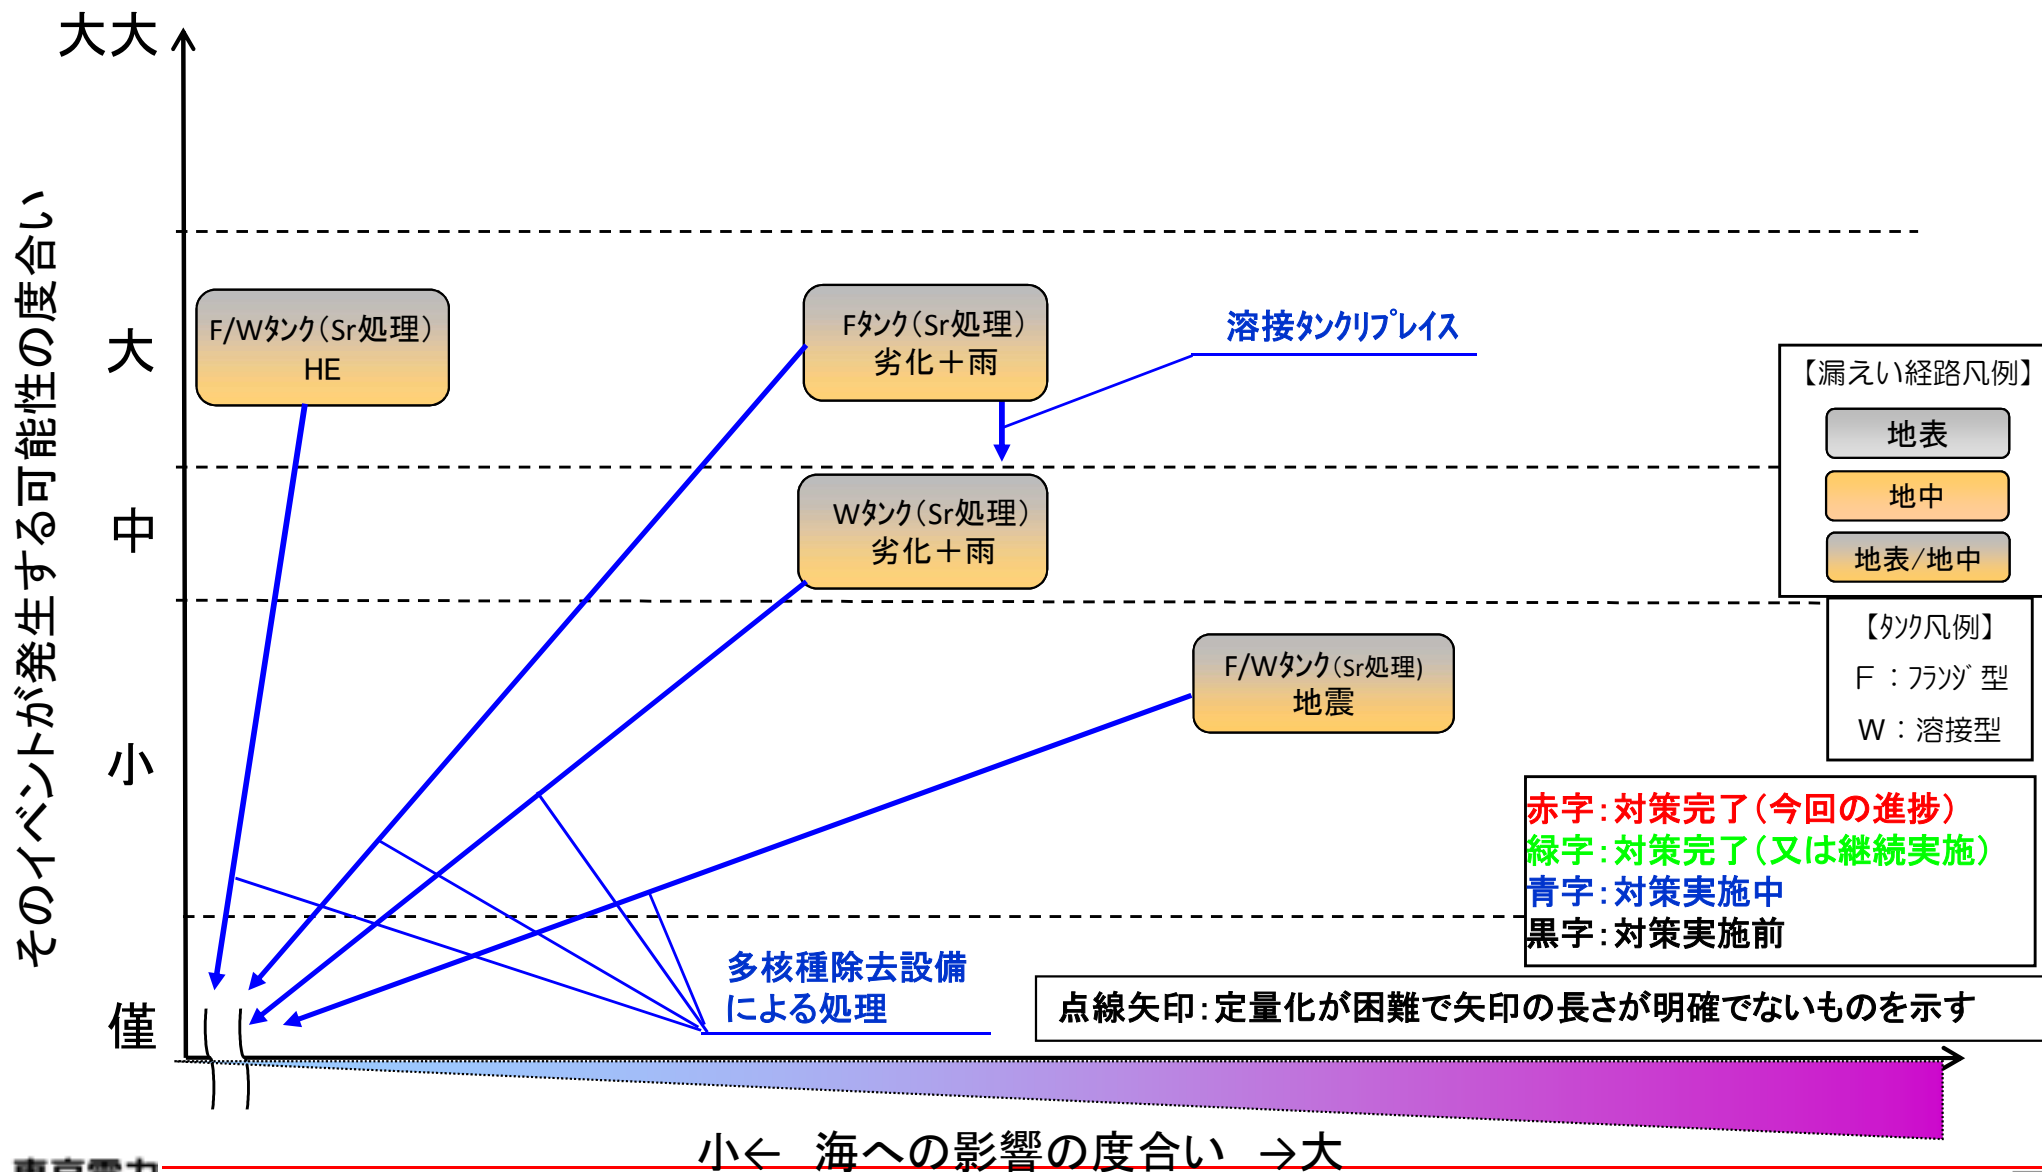 大大
そのイベントが発生する可能性の度合い
F/Wタンク（Sr処理）
HE
Fタンク（Sr処理）
劣化＋雨
溶接タンクリプレイス
大
【漏えい経路凡例】
地表
地中
地表/地中
中
Wタンク（Sr処理）
劣化＋雨
【タンク凡例】
F：フランジ型
W：溶接型
F/Wタンク（Sr処理）
地震
小
赤字：対策完了（今回の進捗）
緑字：対策完了（又は継続実施）
青字：対策実施中
黒字：対策実施前
多核種除去設備
による処理
点線矢印：定量化が困難で矢印の長さが明確でないものを示す
僅
小← 海への影響の度合い →大
東京電力